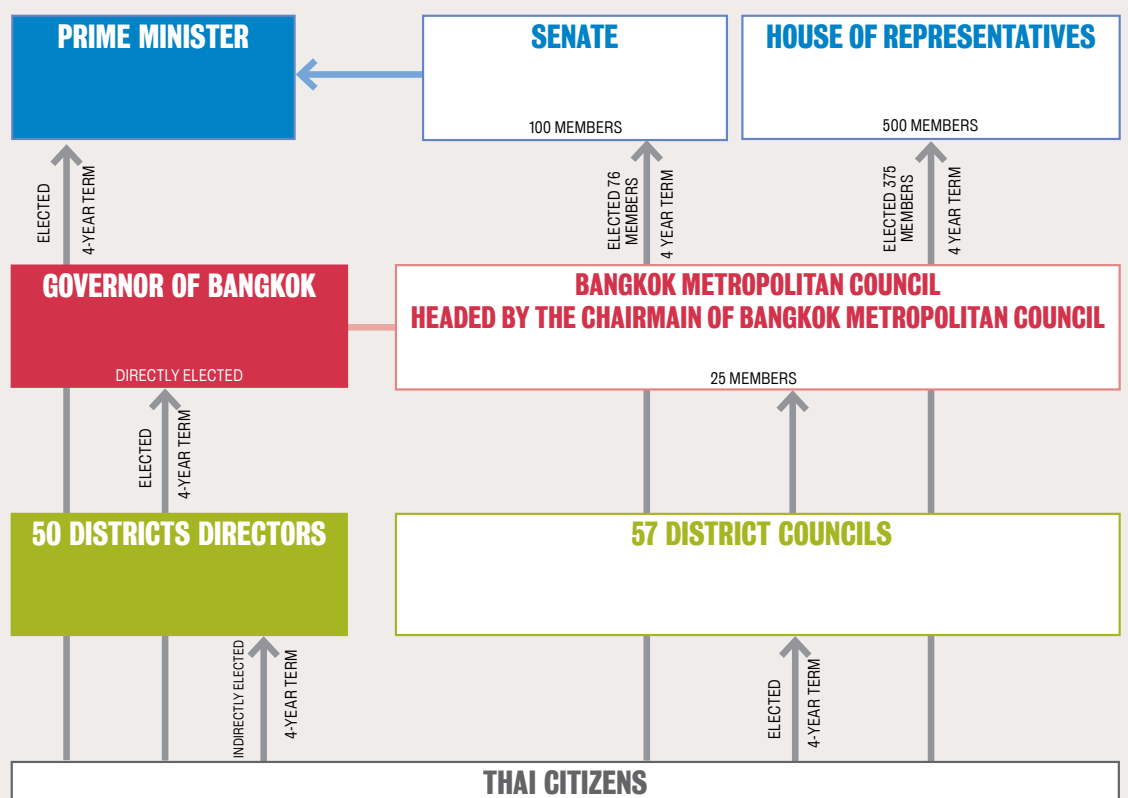 PRIME MINISTER
SENATE
HOUSE OF REPRESENTATIVES
100 MEMBERS
500 MEMBERS
ELECTED
4-YEAR TERM
ELECTED 76
MEMBERS
4 YEAR TERM
ELECTED 375
MEMBERS
4 YEAR TERM
GOVERNOR OF BANGKOK
BANGKOK METROPOLITAN COUNCIL
HEADED BY THE CHAIRMAIN OF BANGKOK METROPOLITAN COUNCIL
DIRECTLY ELECTED
25 MEMBERS
ELECTED
4-YEAR TERM
50 DISTRICTS DIRECTORS
57 DISTRICT COUNCILS
INDIRECTLY ELECTED
4-YEAR TERM
ELECTED
4-YEAR TERM
THAI CITIZENS